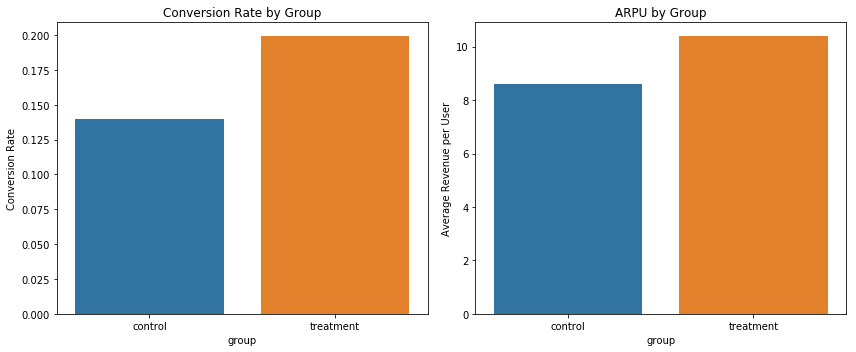 Conversion Rate by Group
Conversion Rate
0.200
0.175
0.150
0.125
0.100
0.075
0.050
0.025
0.000
control
treatment
group
ARPU by Group
Average Revenue per User
10
8
6
4
2
0
control
treatment
group